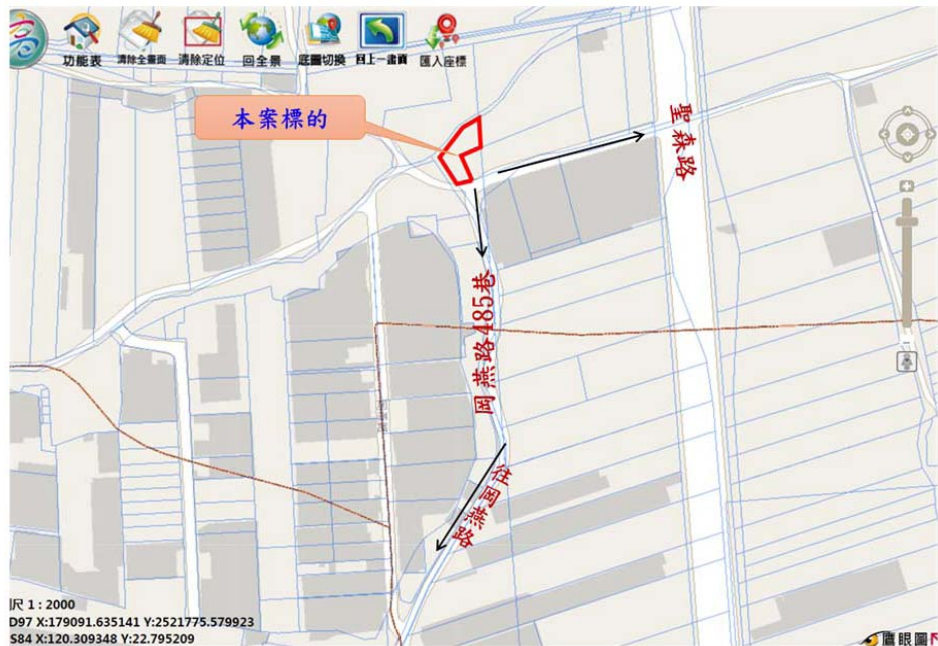 功能表 清除全畫面 清除定位 回全景 底圖切換 回上一畫面 匯入座標
本案標的
聖森路
岡燕路485巷
往岡燕路
尺 1 : 2000
D97 X:179091.635141 Y:2521775.579923
S84 X:120.309348 Y:22.795209
鷹眼圖